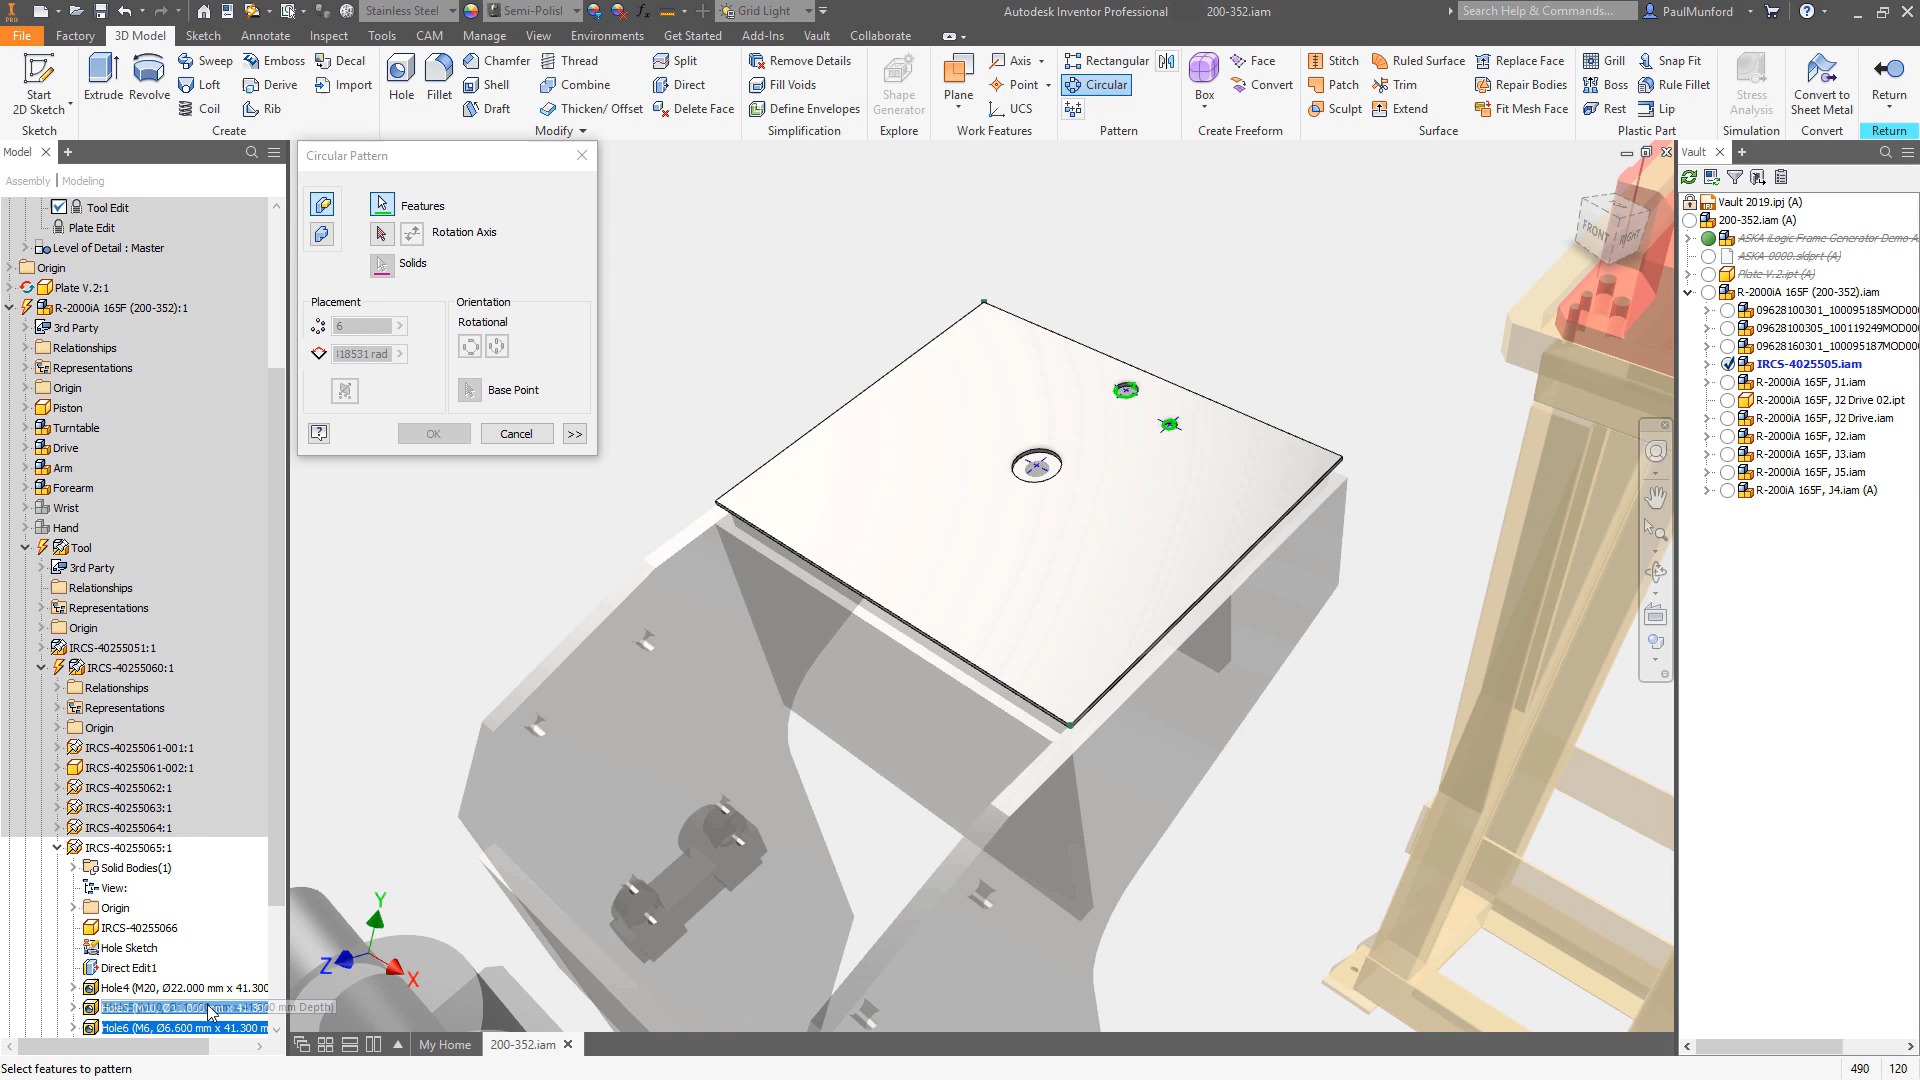 Stainless Steel
Semi-Polisl
Grid Light
Autodesk Inventor Professional
200-352.iam
Search Help & Commands...
PaulMunford
File
Factory
3D Model
Sketch
Annotate
Inspect
Tools
CAM
Manage
View
Environments
Get Started
Add-Ins
Vault
Collaborate
Start
2D Sketch
Extrude
Revolve
Sweep
Emboss
Decal
Loft
Derive
Import
Coil
Rib
Hole
Fillet
Chamfer
Thread
Split
Shell
Combine
Direct
Draft
Thicken/ Offset
Delete Face
Remove Details
Fill Voids
Define Envelopes
Shape
Generator
Plane
Axis
Point
UCS
Rectangular
Circular
Box
Face
Convert
Stitch
Ruled Surface
Replace Face
Patch
Trim
Repair Bodies
Sculpt
Extend
Fit Mesh Face
Grill
Snap Fit
Boss
Rule Fillet
Rest
Lip
Stress
Analysis
Convert to
Sheet Metal
Return
Sketch
Create
Modify
Simplification
Explore
Work Features
Pattern
Create Freeform
Surface
Plastic Part
Simulation
Convert
Return
Model
Assembly
Modeling
Tool Edit
Plate Edit
Level of Detail : Master
Origin
Plate V.2:1
R-2000iA 165F (200-352):1
3rd Party
Relationships
Representations
Origin
Piston
Turntable
Drive
Arm
Forearm
Wrist
Hand
Tool
3rd Party
Relationships
Representations
Origin
IRCS-40255051:1
IRCS-40255060:1
Relationships
Representations
Origin
IRCS-40255061-001:1
IRCS-40255061-002:1
IRCS-40255062:1
IRCS-40255063:1
IRCS-40255064:1
IRCS-40255065:1
Solid Bodies(1)
View:
Origin
IRCS-40255066
Hole Sketch
Direct Edit1
Hole4 (M20, Ø22.000 mm x 41.300
Hole5 (M10, Ø11.000 mm x 41.300 mm Depth)
Hole6 (M6, Ø6.600 mm x 41.300 m
Circular Pattern
Features
Rotation Axis
Solids
Placement
6
18531 rad
Orientation
Rotational
Base Point
OK
Cancel
>>
FRONT
RIGHT
Y
Z
X
Vault
Vault 2019.ipj (A)
200-352.iam (A)
ASKA iLogic Frame Generator Demo A
ASKA-0000.sldprt (A)
Plate V.2.ipt (A)
R-2000iA 165F (200-352).iam
09628100301_100095185MOD000
09628100305_100119249MOD000
09628160301_100095187MOD000
IRCS-4025505.iam
R-2000iA 165F, J1.iam
R-2000iA 165F, J2 Drive 02.ipt
R-2000iA 165F, J2 Drive.iam
R-2000iA 165F, J2.iam
R-2000iA 165F, J3.iam
R-2000iA 165F, J5.iam
R-200iA 165F, J4.iam (A)
My Home
200-352.iam
Select features to pattern
490
120